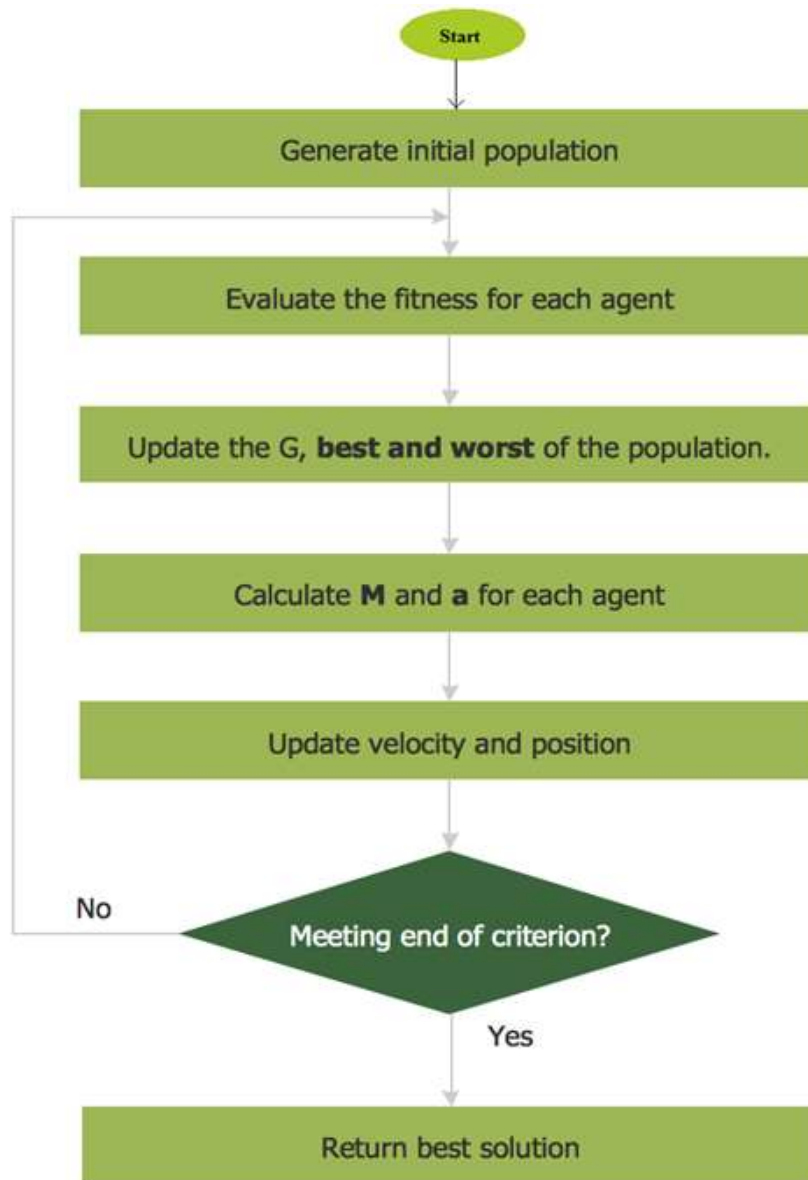 Start
Generate initial population
Evaluate the fitness for each agent
Update the G, best and worst of the population.
Calculate M and a for each agent
Update velocity and position
No
Meeting end of criterion?
Yes
Return best solution